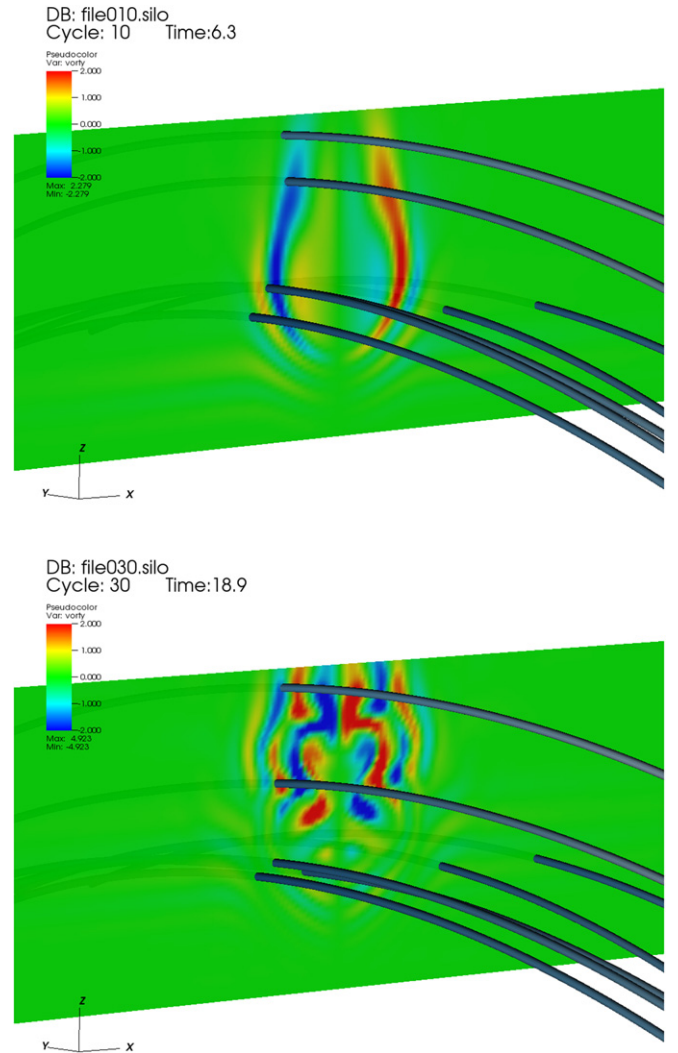 DB: file010.silo
Cycle: 10 Time:6.3
Pseudocolor
Var: vorty
2.000
1.000
0.000
-1.000
-2.000
Max: 2.279
Min: -2.279
Z
Y
X
DB: file030.silo
Cycle: 30 Time:18.9
Pseudocolor
Var: vorty
2.000
1.000
0.000
-1.000
-2.000
Max: 4.923
Min: -4.923
Z
Y
X